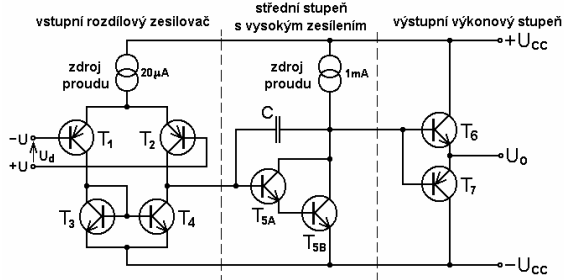 vstupní rozdílový zesilovač
střední stupeň
s vysokým zesílením
výstupní výkonový stupeň
+UCC
zdroj
proudu
20µA
zdroj
proudu
1mA
C
−U
Ud
+U
T1
T2
T6
Uo
T7
T3
T4
T5A
T5B
−UCC